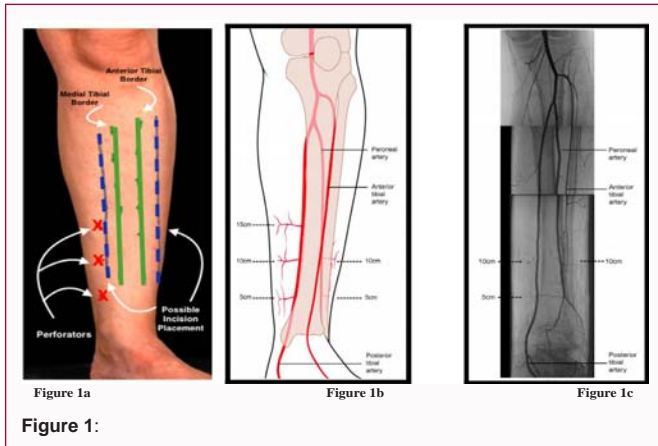 Anterior Tibial
Border
Medial Tibial
Border
Perforators
Possible
Incision
Placement
Figure 1a
Peroneal
artery
Anterior
tibial
artery
15cm
10cm
10cm
5cm
5cm
Posterior
tibial
artery
Figure 1b
Peroneal
artery
Anterior
tibial
artery
10cm
10cm
5cm
Posterior
tibial
artery
Figure 1c
Figure 1: